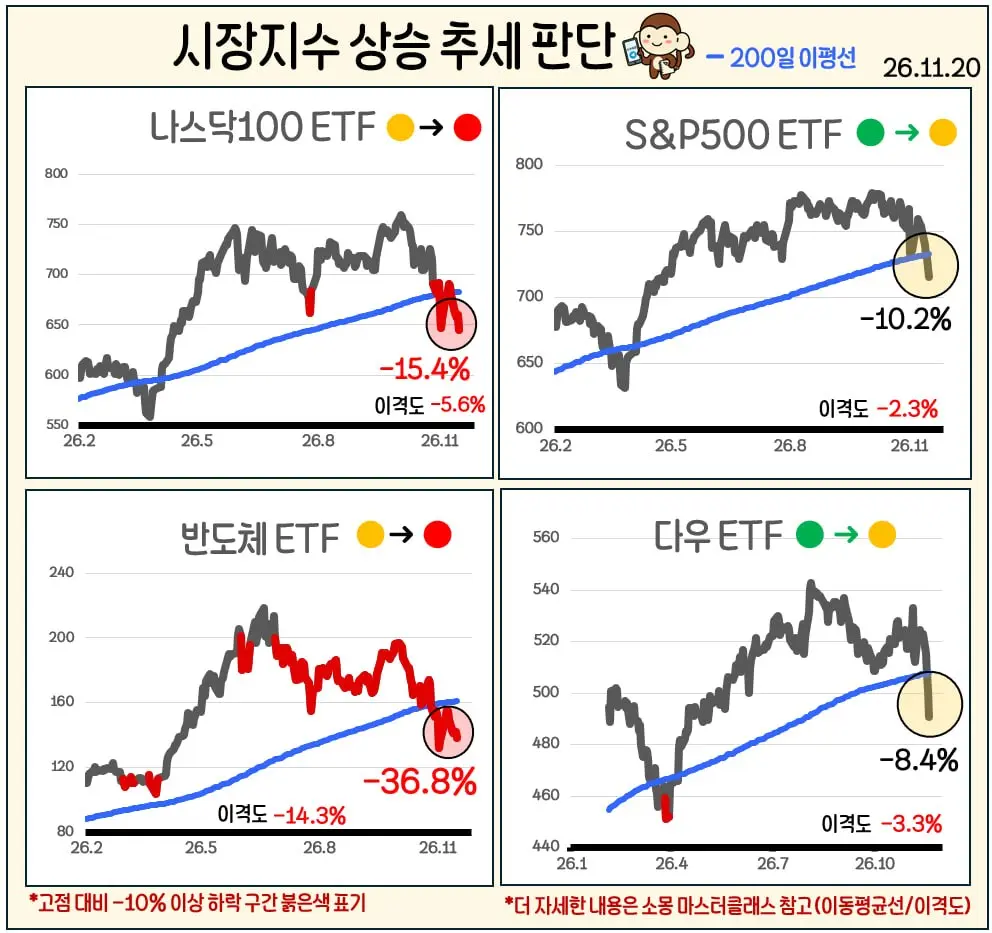 시장지수 상승 추세 판단
200일 이평선
26.11.20
나스닥100 ETF
800
750
700
650
600
550
26.2 26.5 26.8 26.11
-15.4%
이격도 -5.6%
S&P500 ETF
800
750
700
650
600
26.2 26.5 26.8 26.11
-10.2%
이격도 -2.3%
반도체 ETF
240
200
160
120
80
26.2 26.5 26.8 26.11
-36.8%
이격도 -14.3%
다우 ETF
560
540
520
500
480
460
440
26.1 26.4 26.7 26.10
-8.4%
이격도 -3.3%
*고점 대비 -10% 이상 하락 구간 붉은색 표기
*더 자세한 내용은 소몽 마스터클래스 참고(이동평균선/이격도)